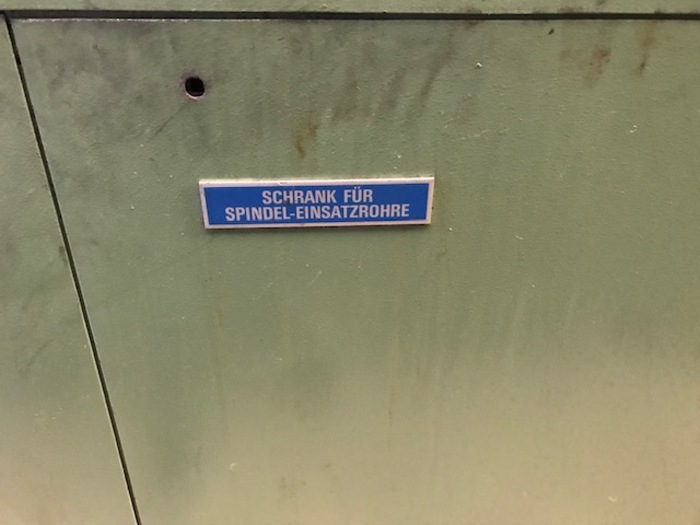 SCHRANK FÜR
SPINDEL-EINSATZROHRE